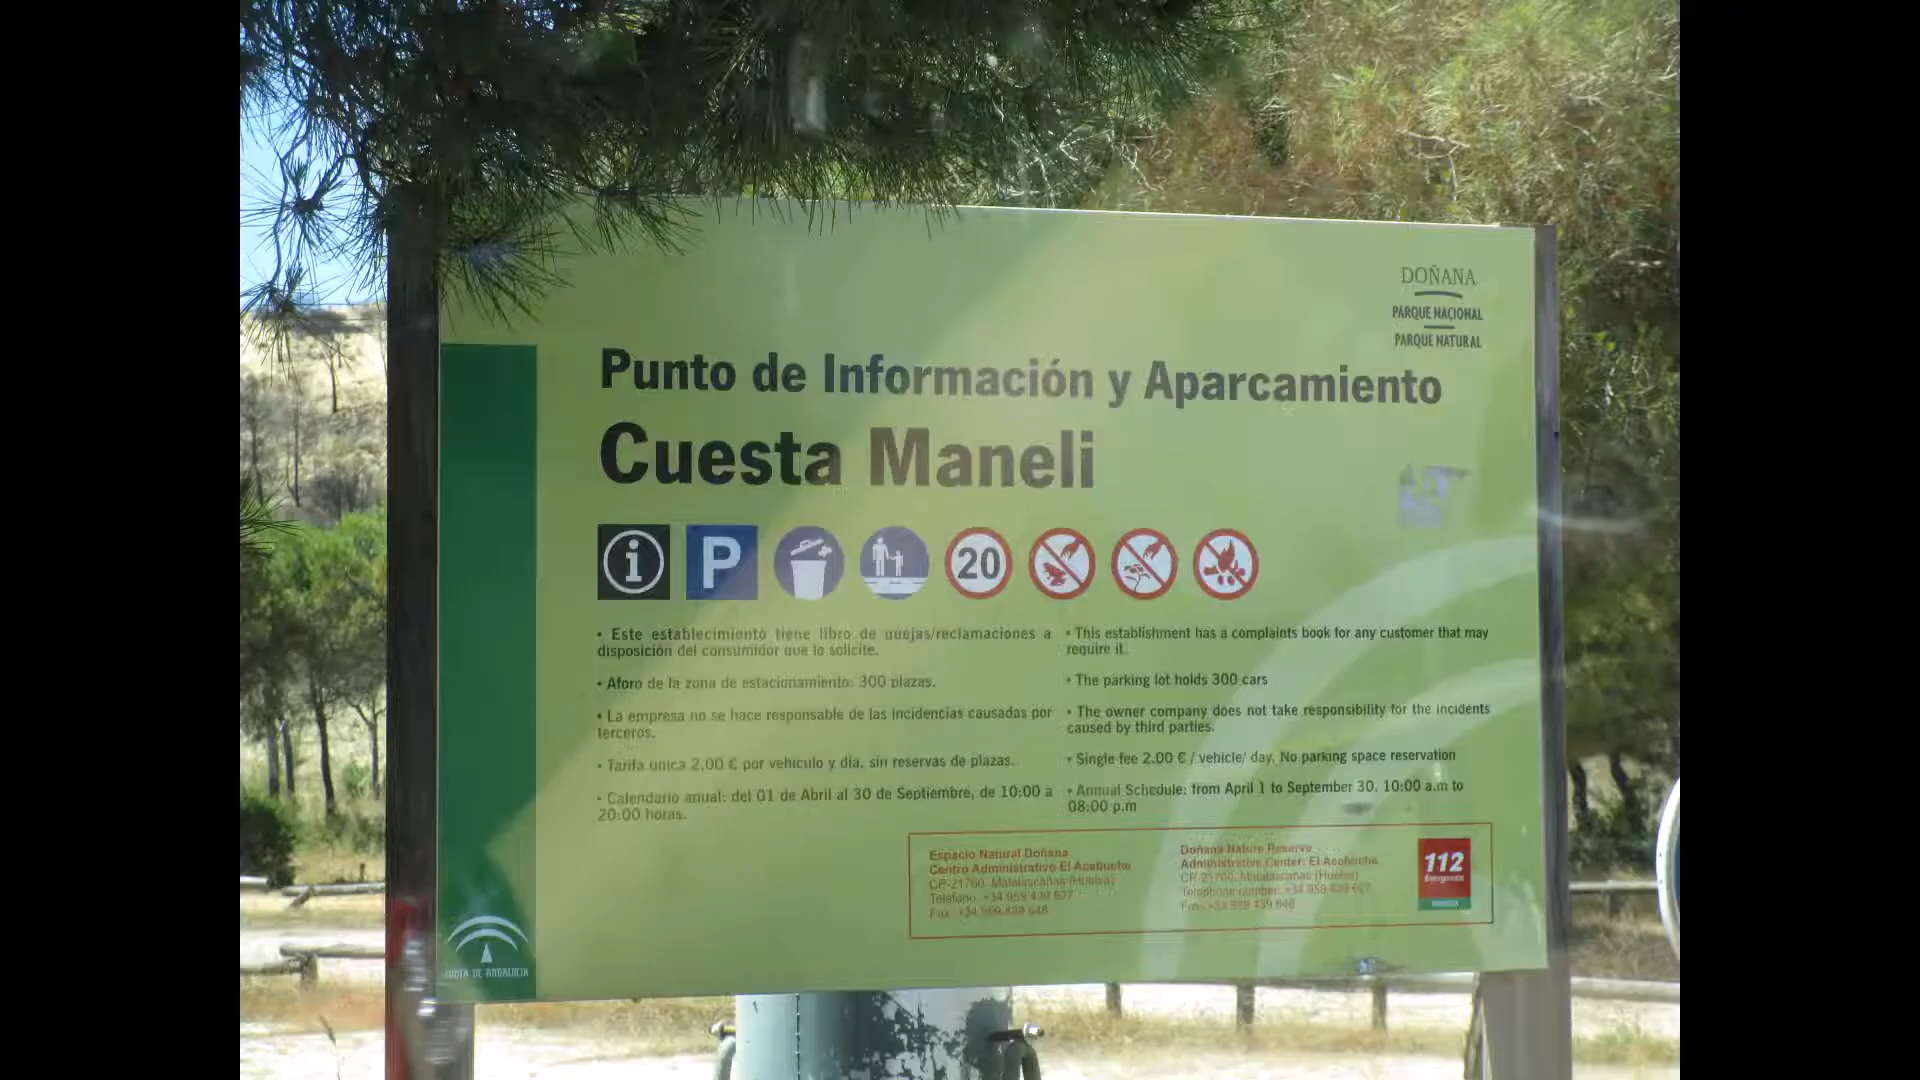 DOÑANA
PARQUE NACIONAL
PARQUE NATURAL
Punto de Información y Aparcamiento
Cuesta Maneli
i
P
20
• Este establecimiento tiene libro de quejas/reclamaciones a
disposición del consumidor que lo solicite.
• Aforo de la zona de estacionamiento: 300 plazas.
• La empresa no se hace responsable de las incidencias causadas por
terceros.
• Tarifa única 2,00 € por vehículo y día, sin reservas de plazas.
• Calendario anual: del 01 de Abril al 30 de Septiembre, de 10:00 a
20:00 horas.
• This establishment has a complaints book for any customer that may
require it.
• The parking lot holds 300 cars
• The owner company does not take responsibility for the incidents
caused by third parties.
• Single fee 2.00 € / vehicle/ day. No parking space reservation
• Annual Schedule: from April 1 to September 30. 10:00 a.m to
08:00 p.m
Espacio Natural Doñana
Centro Administrativo El Acebuche
CP-21760, Matalascañas (Huelva)
Teléfono: +34 959 439 627
Fax: +34 959 439 648
Doñana Nature Reserve
Administrative Center: El Acebuche
CP-21760, Matalascañas (Huelva)
Telephone number: +34 959 439 627
Fax: +34 959 439 648
112
Emergencias
JUNTA DE ANDALUCIA